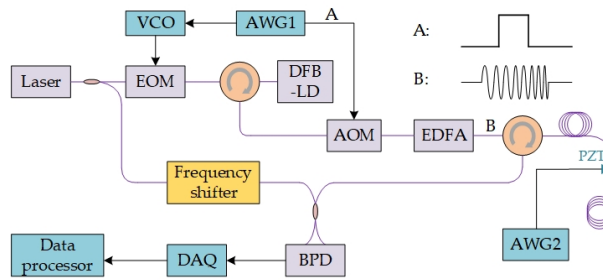 VCO
AWG1
A
A:
Laser
EOM
DFB
-LD
B:
AOM
EDFA
B
PZT
Frequency
shifter
Data
processor
DAQ
BPD
AWG2